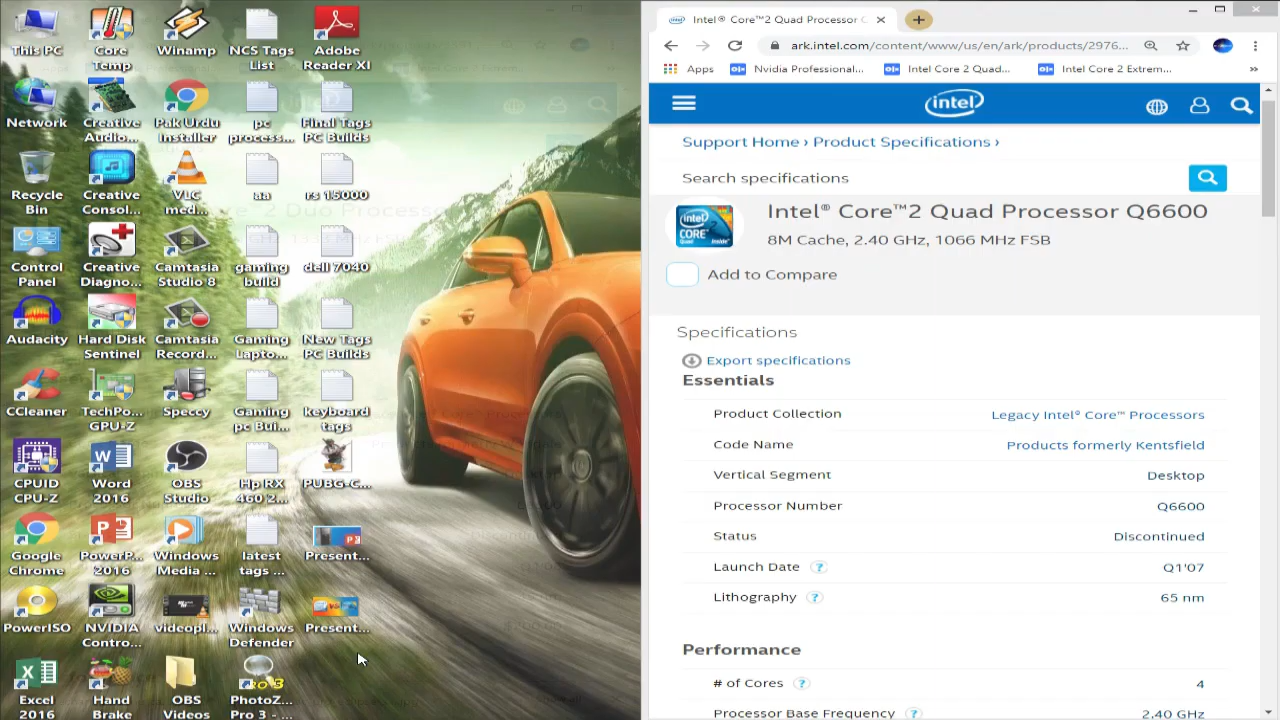 This PC
Core
Temp
Winamp
NCS Tags
List
Adobe
Reader XI
Network
Creative
Audio...
Pak Urdu
Installer
pc
process...
Final Tags
PC Builds
Recycle
Bin
Creative
Consol...
VLC
med...
aa
rs 15000
Control
Panel
Creative
Diagno...
Camtasia
Studio 8
gaming
build
dell 7040
Audacity
Hard Disk
Sentinel
Camtasia
Record...
Gaming
Lapto...
New Tags
PC Builds
CCleaner
TechPo...
GPU-Z
Speccy
Gaming
pc Bui...
keyboard
tags
CPUID
CPU-Z
Word
2016
OBS
Studio
Hp RX
460 2...
PUBG-C...
Google
Chrome
PowerP...
2016
Windows
Media ...
latest
tags ...
Present...
PowerISO
NVIDIA
Contro...
videopl...
Windows
Defender
Present...
Excel
2016
Hand
Brake
OBS
Videos
PhotoZ...
Pro 3 - ...
Intel® Core™2 Quad Processor
ark.intel.com/content/www/us/en/ark/products/2976...
Apps
Nvidia Professional...
Intel Core 2 Quad...
Intel Core 2 Extrem...
»
intel
Support Home › Product Specifications ›
Search specifications
Intel® Core™2 Quad Processor Q6600
8M Cache, 2.40 GHz, 1066 MHz FSB
Add to Compare
Specifications
Export specifications
Essentials
Product Collection Legacy Intel® Core™ Processors
Code Name Products formerly Kentsfield
Vertical Segment Desktop
Processor Number Q6600
Status Discontinued
Launch Date ? Q1'07
Lithography ? 65 nm
Performance
# of Cores ? 4
Processor Base Frequency ? 2.40 GHz